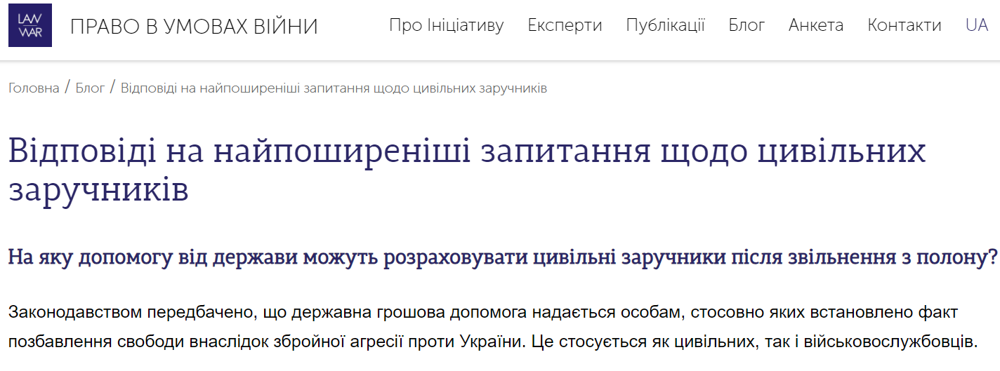 LAW
WAR
ПРАВО В УМОВАХ ВІЙНИ
Про Ініціативу Експерти Публікації Блог Анкета Контакти UA
Головна / Блог / Відповіді на найпоширеніші запитання щодо цивільних заручників
Відповіді на найпоширеніші запитання щодо цивільних
заручників
На яку допомогу від держави можуть розраховувати цивільні заручники після звільнення з полону?
Законодавством передбачено, що державна грошова допомога надається особам, стосовно яких встановлено факт
позбавлення свободи внаслідок збройної агресії проти України. Це стосується як цивільних, так і військовослужбовців.